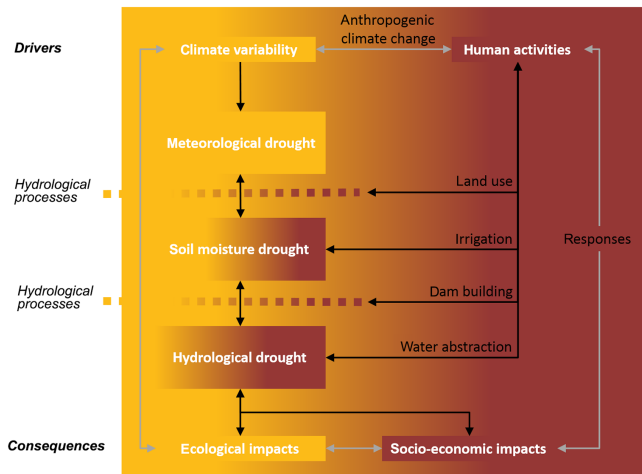 Drivers
Climate variability
Anthropogenic
climate change
Human activities
Meteorological drought
Hydrological
processes
Land use
Soil moisture drought
Irrigation
Responses
Hydrological
processes
Dam building
Hydrological drought
Water abstraction
Consequences
Ecological impacts
Socio-economic impacts